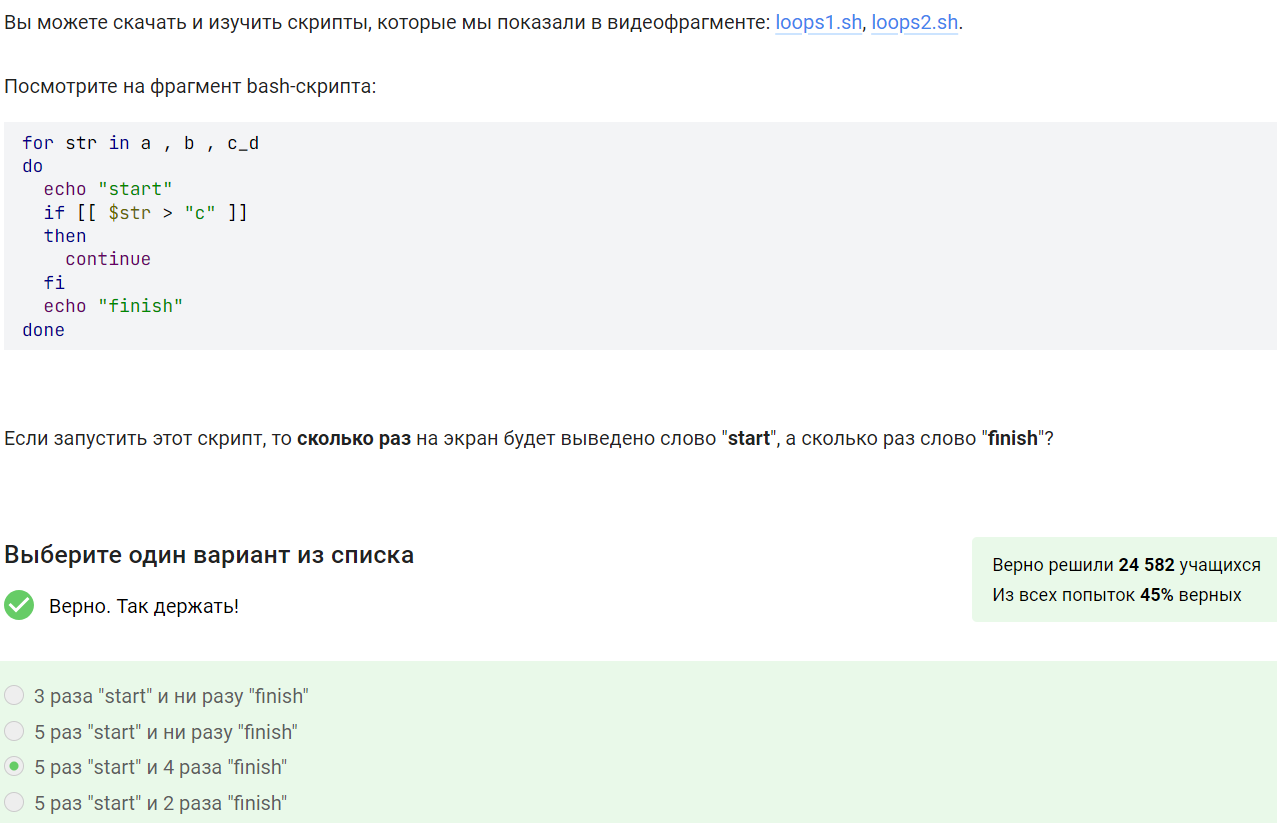 Вы можете скачать и изучить скрипты, которые мы показали в видеофрагменте: loops1.sh, loops2.sh.
Посмотрите на фрагмент bash-скрипта:
for str in a , b , c_d
do
  echo "start"
  if [[ $str > "c" ]]
  then
    continue
  fi
  echo "finish"
done
Если запустить этот скрипт, то сколько раз на экран будет выведено слово "start", а сколько раз слово "finish"?
Выберите один вариант из списка
Верно. Так держать!
Верно решили 24 582 учащихся
Из всех попыток 45% верных
3 раза "start" и ни разу "finish"
5 раз "start" и ни разу "finish"
5 раз "start" и 4 раза "finish"
5 раз "start" и 2 раза "finish"